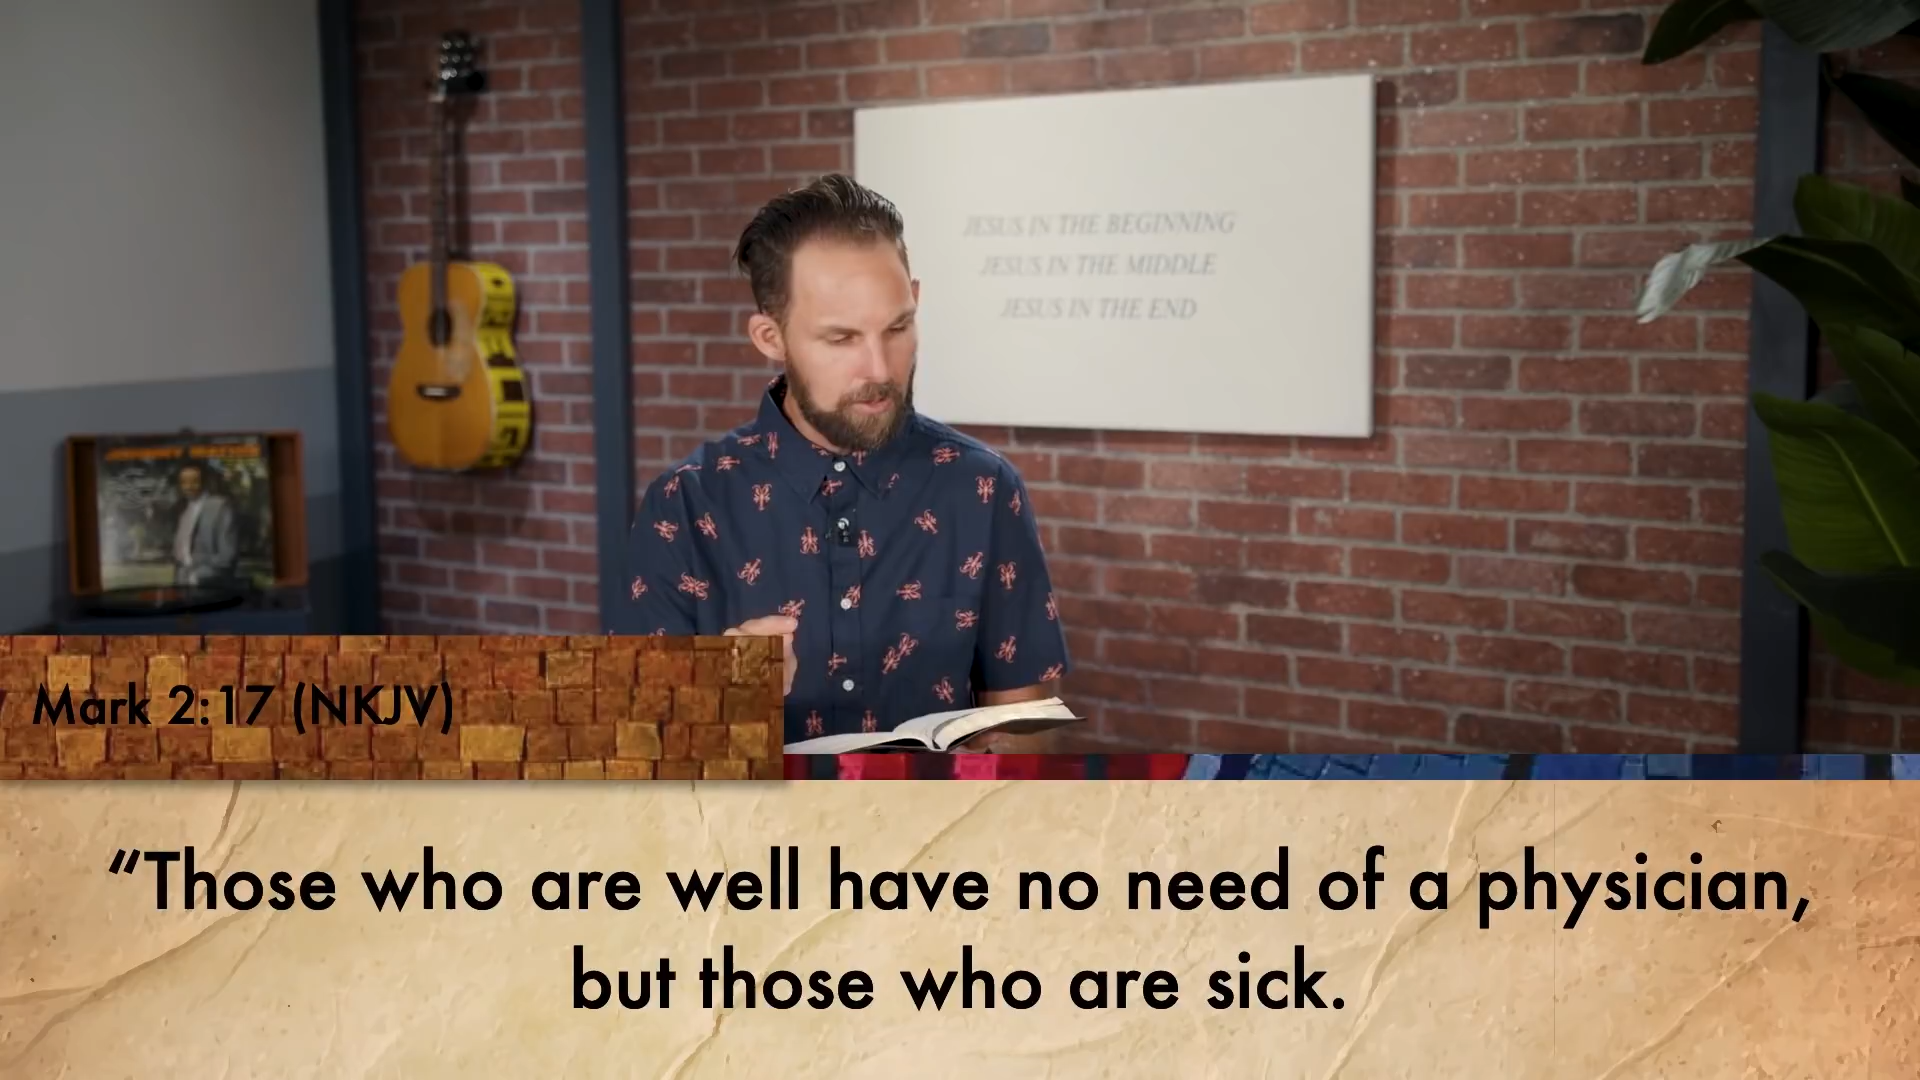 JESUS IN THE BEGINNING
JESUS IN THE MIDDLE
JESUS IN THE END
Mark 2:17 (NKJV)
“Those who are well have no need of a physician,
but those who are sick.